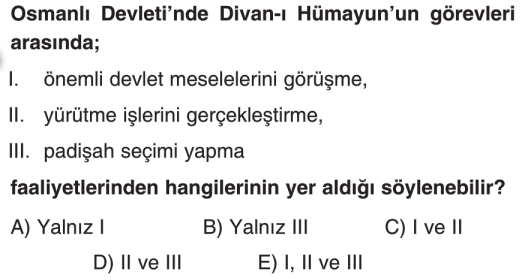 Osmanlı Devleti’nde Divan-ı Hümayun’un görevleri
arasında;
I. önemli devlet meselelerini görüşme,
II. yürütme işlerini gerçekleştirme,
III. padişah seçimi yapma
faaliyetlerinden hangilerinin yer aldığı söylenebilir?
A) Yalnız I B) Yalnız III C) I ve II
D) II ve III E) I, II ve III